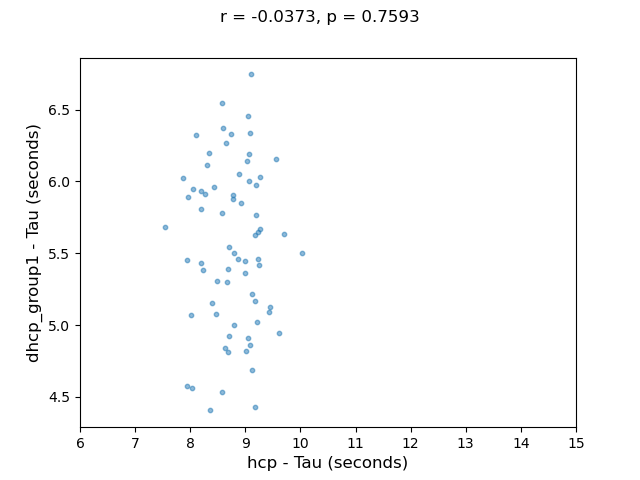 r = -0.0373, p = 0.7593
dhcp_group1 - Tau (seconds)
6.5
6.0
5.5
5.0
4.5
6 7 8 9 10 11 12 13 14 15
hcp - Tau (seconds)